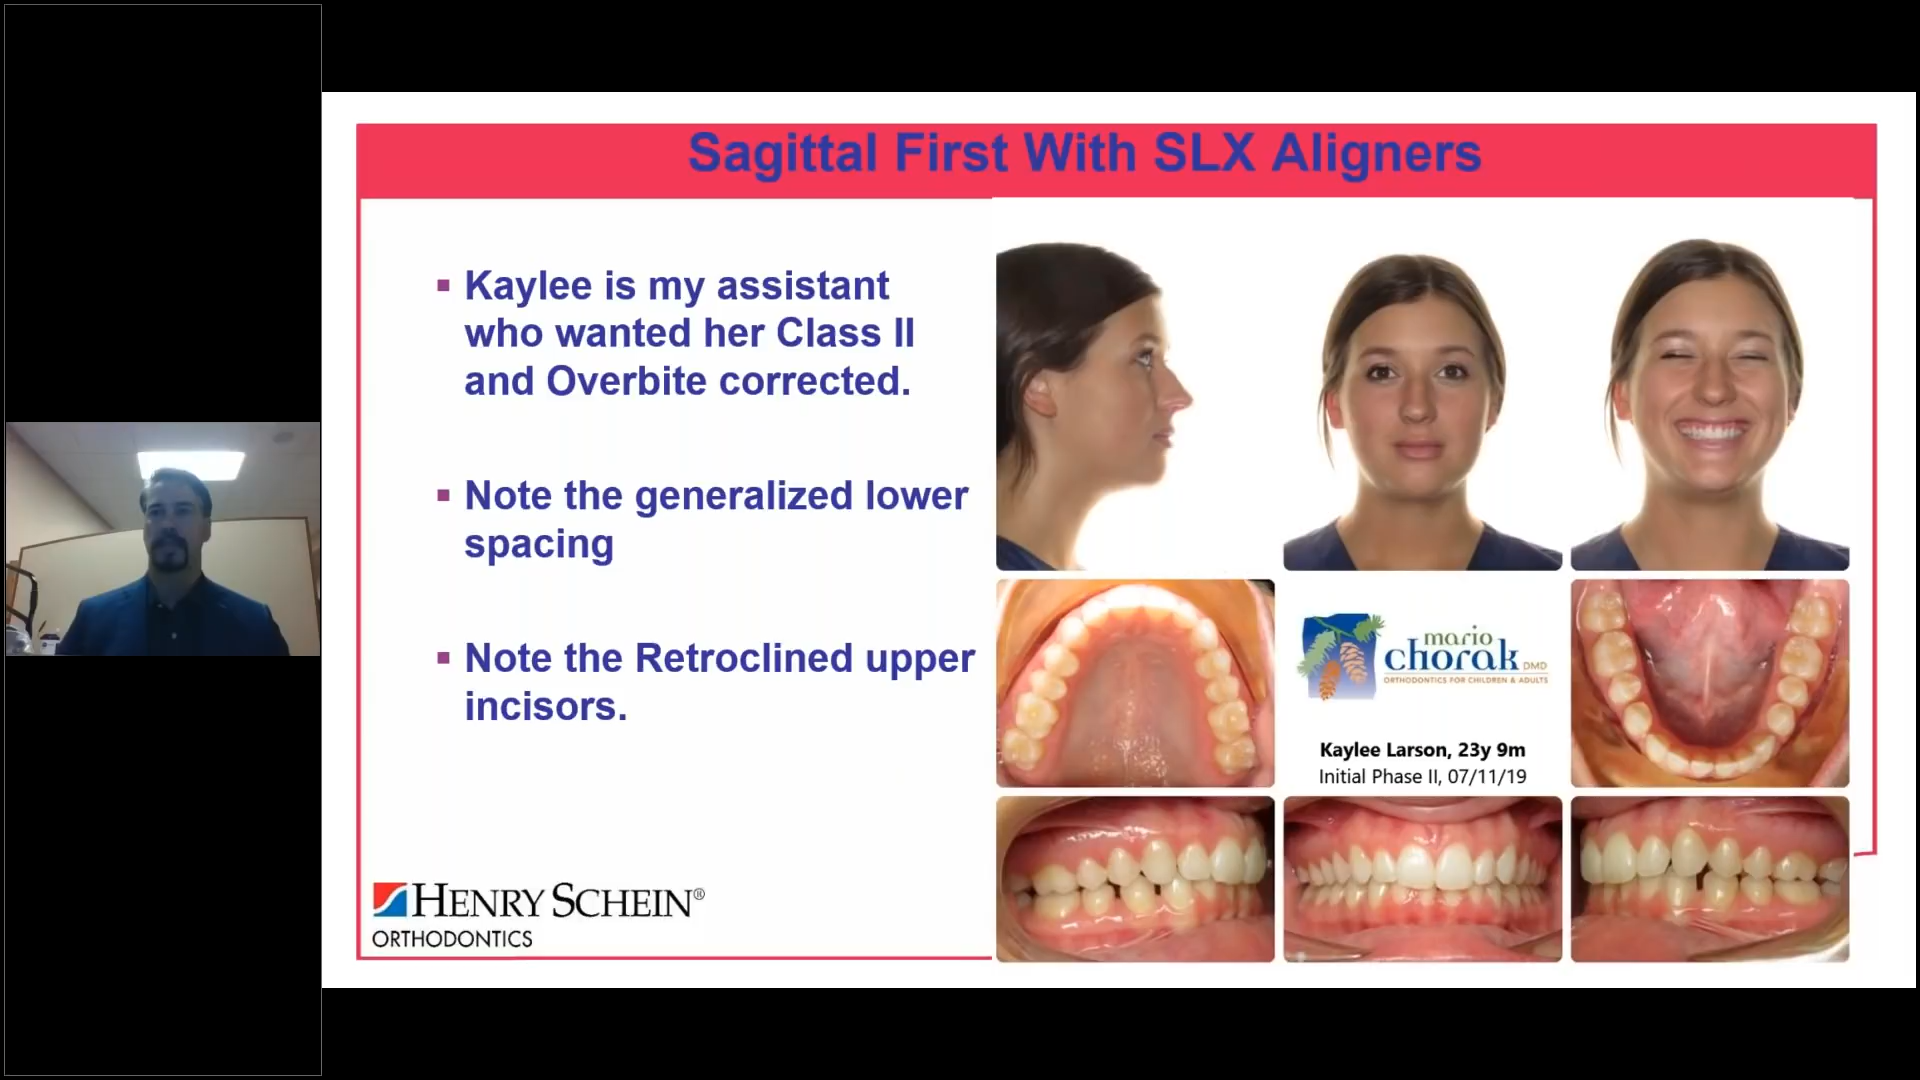 Sagittal First With SLX Aligners
▪ Kaylee is my assistant
who wanted her Class II
and Overbite corrected.
▪ Note the generalized lower
spacing
▪ Note the Retroclined upper
incisors.
mario
chorak DMD
ORTHODONTICS FOR CHILDREN & ADULTS
Kaylee Larson, 23y 9m
Initial Phase II, 07/11/19
HENRY SCHEIN®
ORTHODONTICS